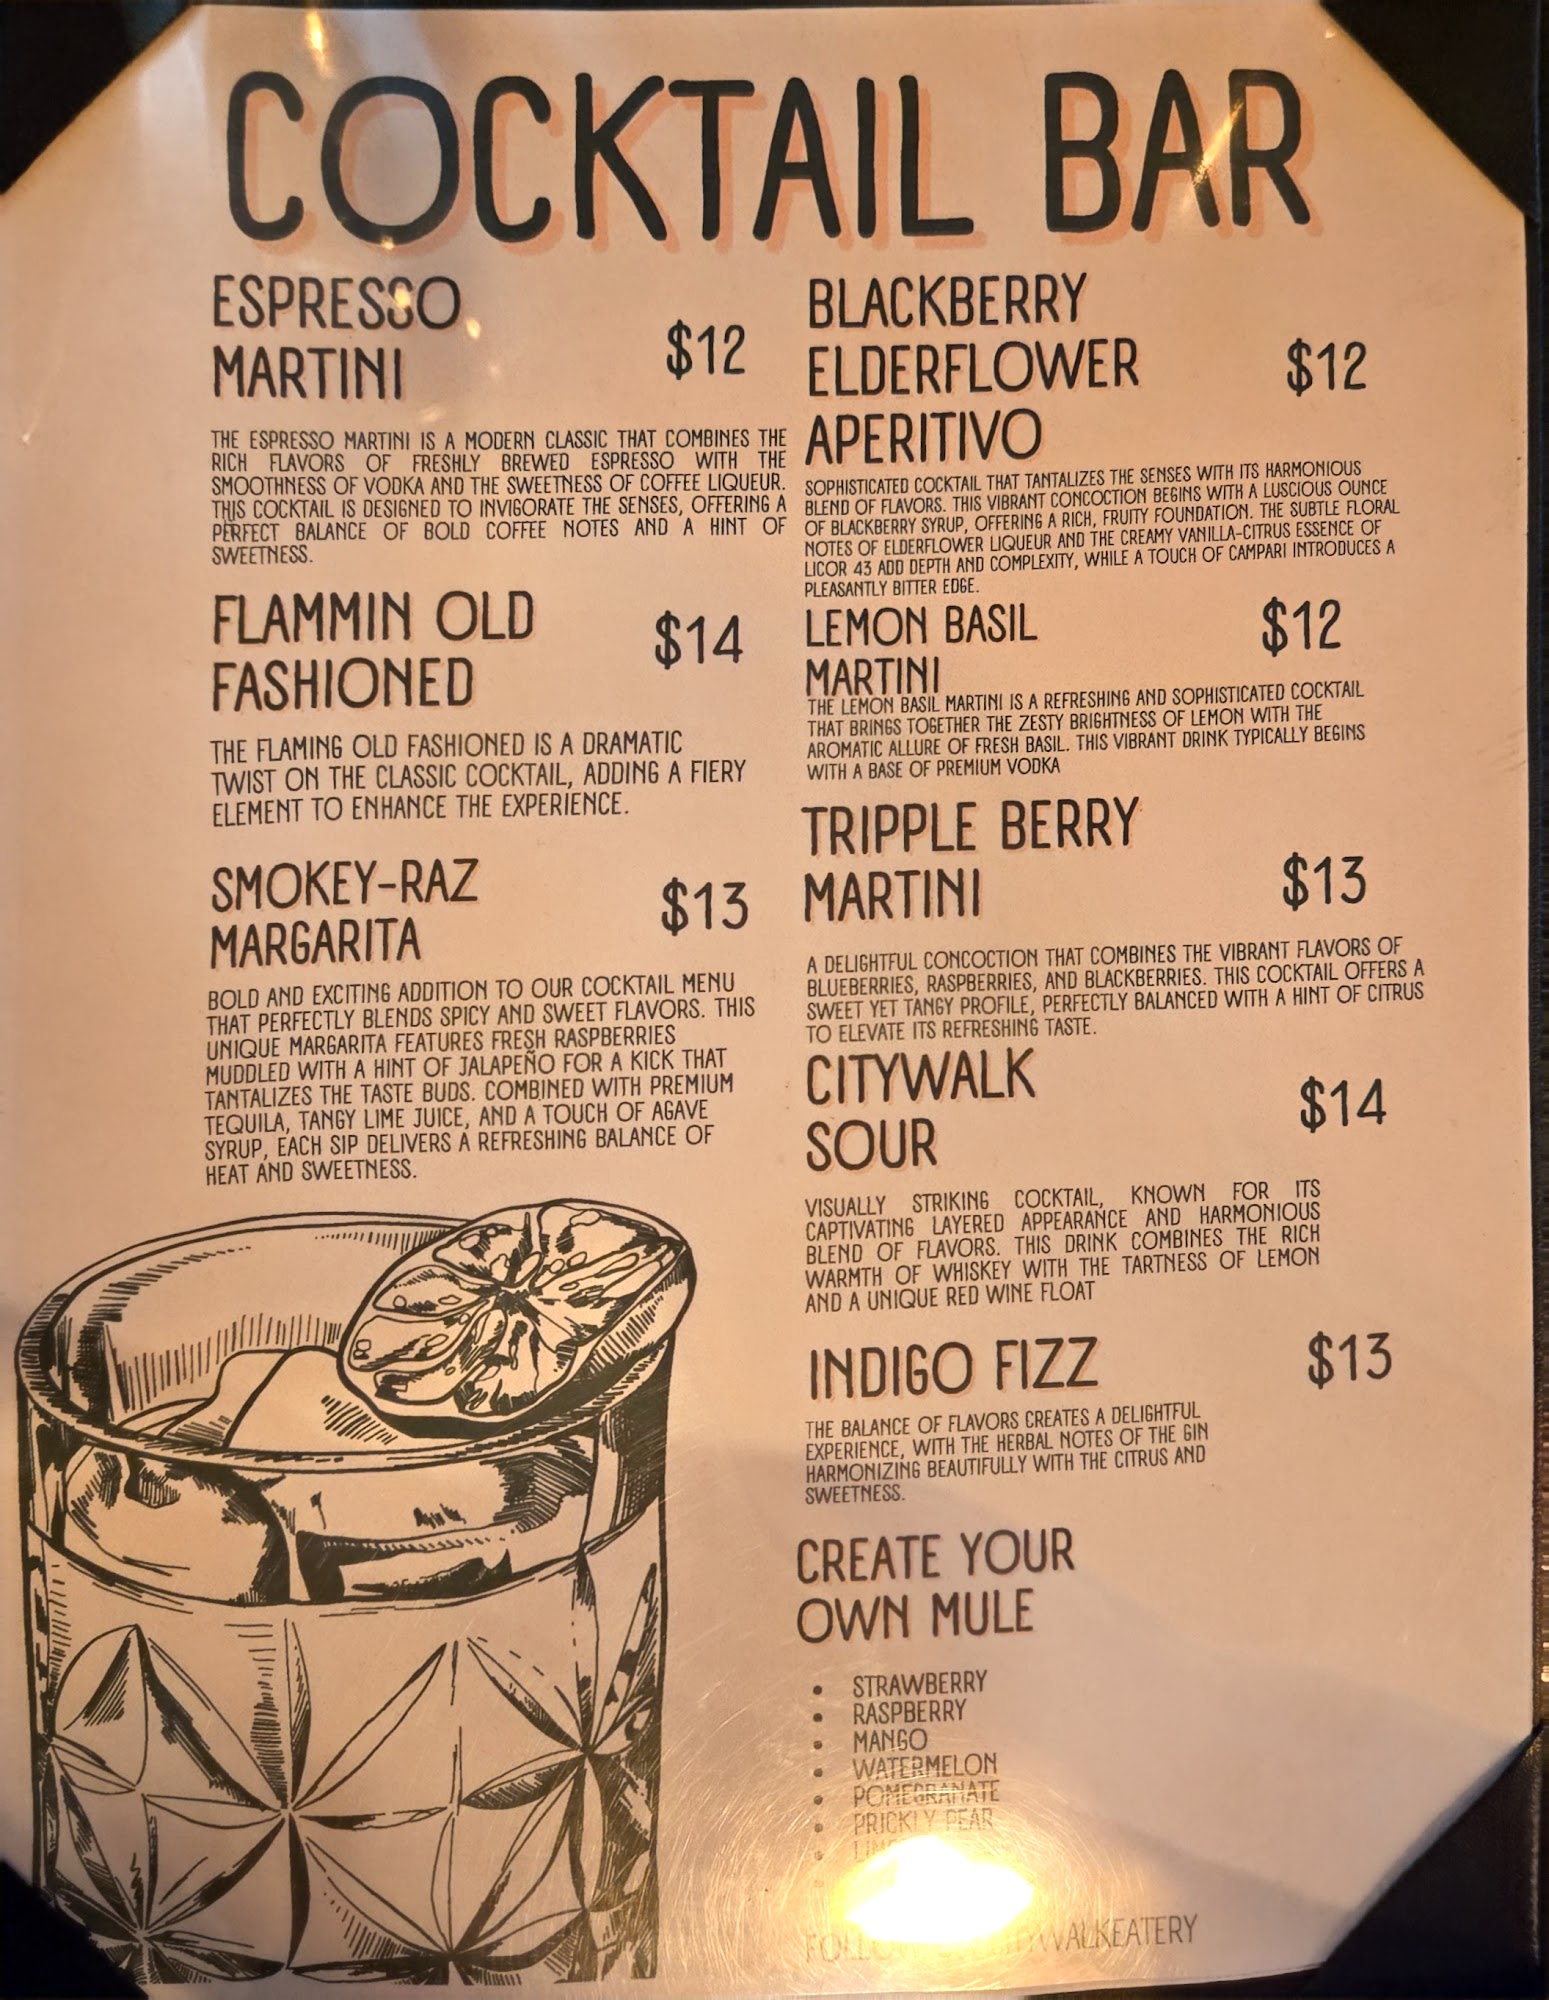 COCKTAIL BAR
ESPRESSO
MARTINI
$12
THE ESPRESSO MARTINI IS A MODERN CLASSIC THAT COMBINES THE
RICH FLAVORS OF FRESHLY BREWED ESPRESSO WITH THE
SMOOTHNESS OF VODKA AND THE SWEETNESS OF COFFEE LIQUEUR.
THIS COCKTAIL IS DESIGNED TO INVIGORATE THE SENSES, OFFERING A
PERFECT BALANCE OF BOLD COFFEE NOTES AND A HINT OF
SWEETNESS.
FLAMMIN OLD
FASHIONED
$14
THE FLAMING OLD FASHIONED IS A DRAMATIC
TWIST ON THE CLASSIC COCKTAIL, ADDING A FIERY
ELEMENT TO ENHANCE THE EXPERIENCE.
SMOKEY-RAZ
MARGARITA
$13
BOLD AND EXCITING ADDITION TO OUR COCKTAIL MENU
THAT PERFECTLY BLENDS SPICY AND SWEET FLAVORS. THIS
UNIQUE MARGARITA FEATURES FRESH RASPBERRIES
MUDDLED WITH A HINT OF JALAPEÑO FOR A KICK THAT
TANTALIZES THE TASTE BUDS. COMBINED WITH PREMIUM
TEQUILA, TANGY LIME JUICE, AND A TOUCH OF AGAVE
SYRUP, EACH SIP DELIVERS A REFRESHING BALANCE OF
HEAT AND SWEETNESS.
BLACKBERRY
ELDERFLOWER
APERITIVO
$12
SOPHISTICATED COCKTAIL THAT TANTALIZES THE SENSES WITH ITS HARMONIOUS
BLEND OF FLAVORS. THIS VIBRANT CONCOCTION BEGINS WITH A LUSCIOUS OUNCE
OF BLACKBERRY SYRUP, OFFERING A RICH, FRUITY FOUNDATION. THE SUBTLE FLORAL
NOTES OF ELDERFLOWER LIQUEUR AND THE CREAMY VANILLA-CITRUS ESSENCE OF
LICOR 43 ADD DEPTH AND COMPLEXITY, WHILE A TOUCH OF CAMPARI INTRODUCES A
PLEASANTLY BITTER EDGE.
LEMON BASIL
MARTINI
$12
THE LEMON BASIL MARTINI IS A REFRESHING AND SOPHISTICATED COCKTAIL
THAT BRINGS TOGETHER THE ZESTY BRIGHTNESS OF LEMON WITH THE
AROMATIC ALLURE OF FRESH BASIL. THIS VIBRANT DRINK TYPICALLY BEGINS
WITH A BASE OF PREMIUM VODKA
TRIPPLE BERRY
MARTINI
$13
A DELIGHTFUL CONCOCTION THAT COMBINES THE VIBRANT FLAVORS OF
BLUEBERRIES, RASPBERRIES, AND BLACKBERRIES. THIS COCKTAIL OFFERS A
SWEET YET TANGY PROFILE, PERFECTLY BALANCED WITH A HINT OF CITRUS
TO ELEVATE ITS REFRESHING TASTE.
CITYWALK
SOUR
$14
VISUALLY STRIKING COCKTAIL, KNOWN FOR ITS
CAPTIVATING LAYERED APPEARANCE AND HARMONIOUS
BLEND OF FLAVORS. THIS DRINK COMBINES THE RICH
WARMTH OF WHISKEY WITH THE TARTNESS OF LEMON
AND A UNIQUE RED WINE FLOAT
INDIGO FIZZ
$13
THE BALANCE OF FLAVORS CREATES A DELIGHTFUL
EXPERIENCE, WITH THE HERBAL NOTES OF THE GIN
HARMONIZING BEAUTIFULLY WITH THE CITRUS AND
SWEETNESS.
CREATE YOUR
OWN MULE
• STRAWBERRY
• RASPBERRY
• MANGO
• WATERMELON
• POMEGRANATE
• PRICKLY PEAR